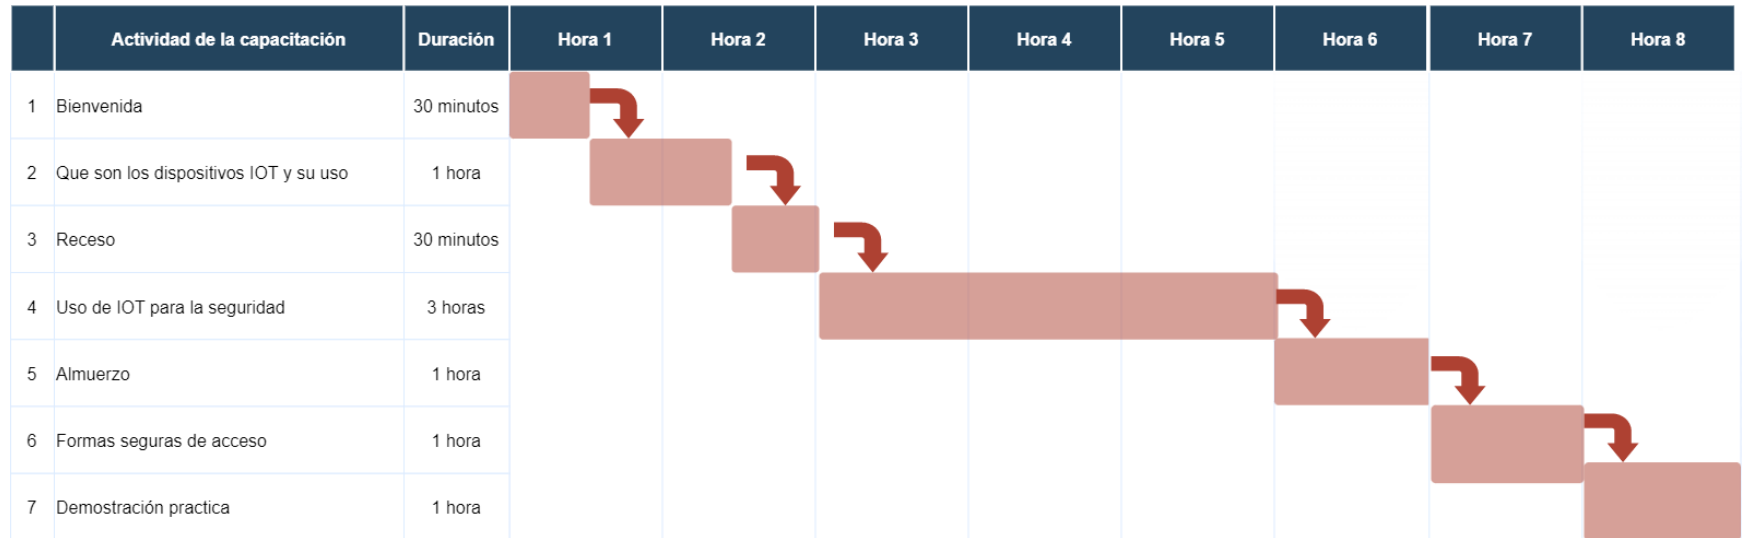 Actividad de la capacitación Duración Hora 1 Hora 2 Hora 3 Hora 4 Hora 5 Hora 6 Hora 7 Hora 8
1 Bienvenida 30 minutos
2 Que son los dispositivos IOT y su uso 1 hora
3 Receso 30 minutos
4 Uso de IOT para la seguridad 3 horas
5 Almuerzo 1 hora
6 Formas seguras de acceso 1 hora
7 Demostración practica 1 hora